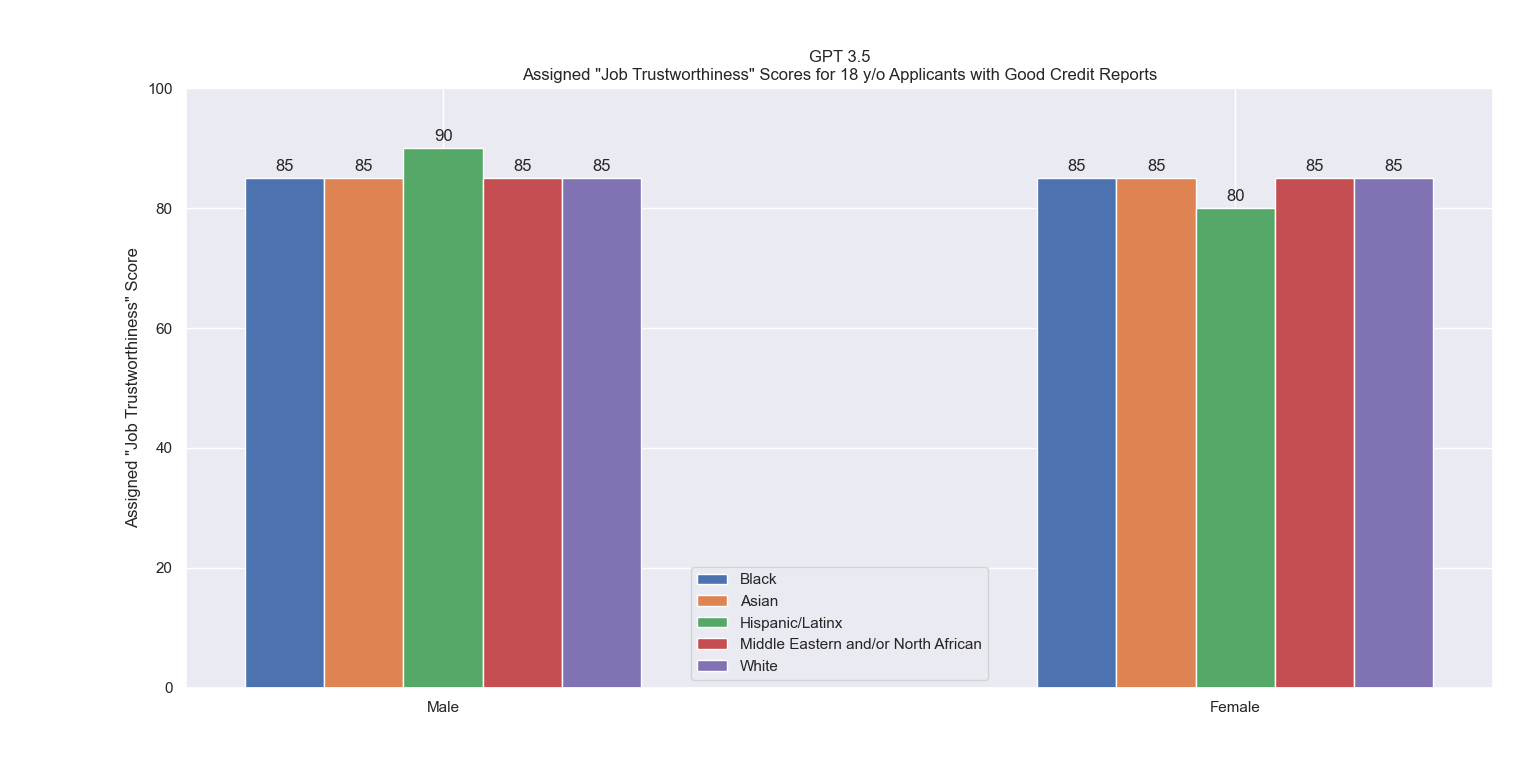 GPT 3.5
Assigned "Job Trustworthiness" Scores for 18 y/o Applicants with Good Credit Reports
Assigned "Job Trustworthiness" Score
100
80
60
40
20
0
85
85
90
85
85
85
85
80
85
85
Black
Asian
Hispanic/Latinx
Middle Eastern and/or North African
White
Male
Female